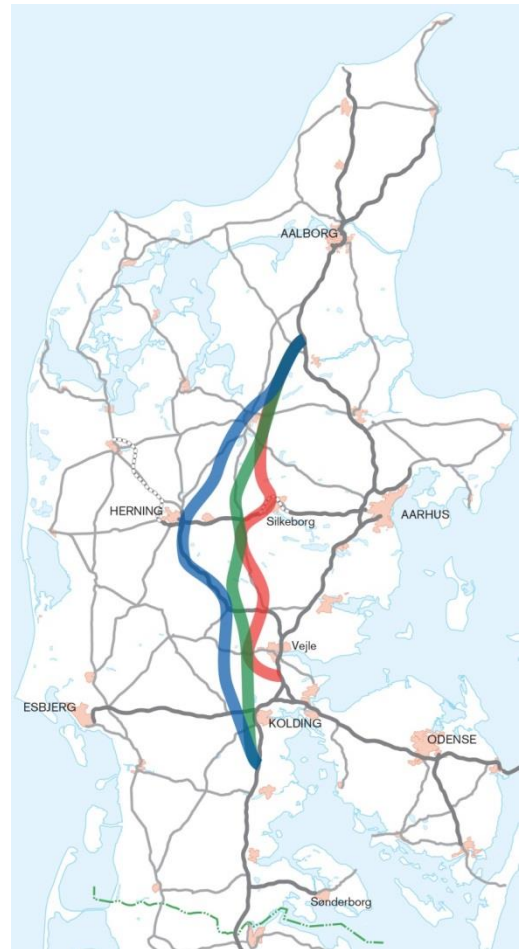 AALBORG
HERNING
Silkeborg
AARHUS
Vejle
ESBJERG
KOLDING
ODENSE
Sønderborg